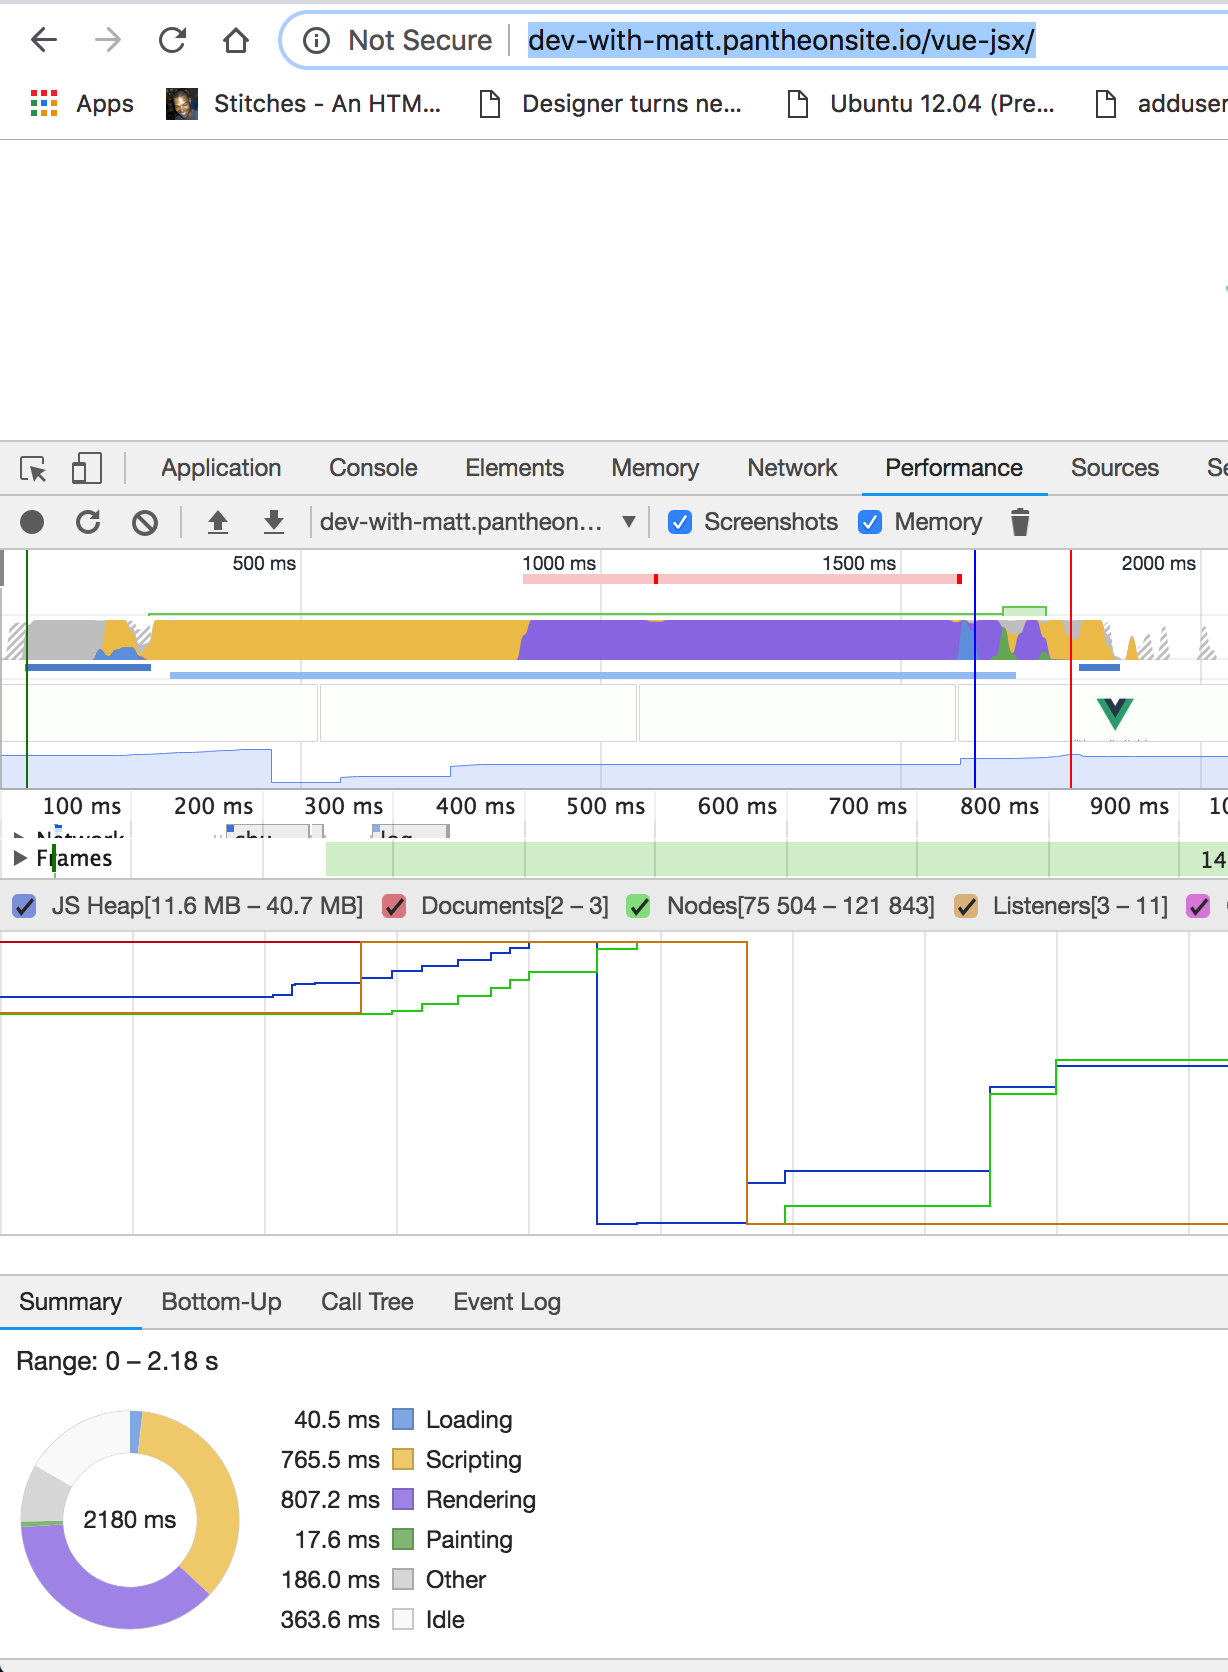 Not Secure dev-with-matt.pantheonsite.io/vue-jsx/
Apps Stitches - An HTM... Designer turns ne... Ubuntu 12.04 (Pre... adduser
Application Console Elements Memory Network Performance Sources Se
dev-with-matt.pantheon... Screenshots Memory
500 ms 1000 ms 1500 ms 2000 ms
100 ms 200 ms 300 ms 400 ms 500 ms 600 ms 700 ms 800 ms 900 ms 10
Network chu log
Frames 14
JS Heap[11.6 MB – 40.7 MB] Documents[2 – 3] Nodes[75 504 – 121 843] Listeners[3 – 11]
Summary Bottom-Up Call Tree Event Log
Range: 0 – 2.18 s
2180 ms
40.5 ms Loading
765.5 ms Scripting
807.2 ms Rendering
17.6 ms Painting
186.0 ms Other
363.6 ms Idle